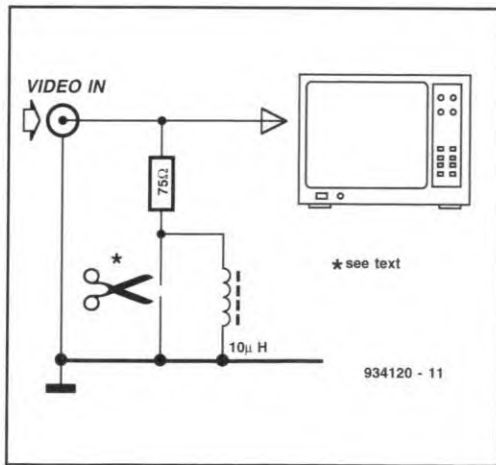 VIDEO IN
75Ω
*
* see text
10μ H
934120 - 11